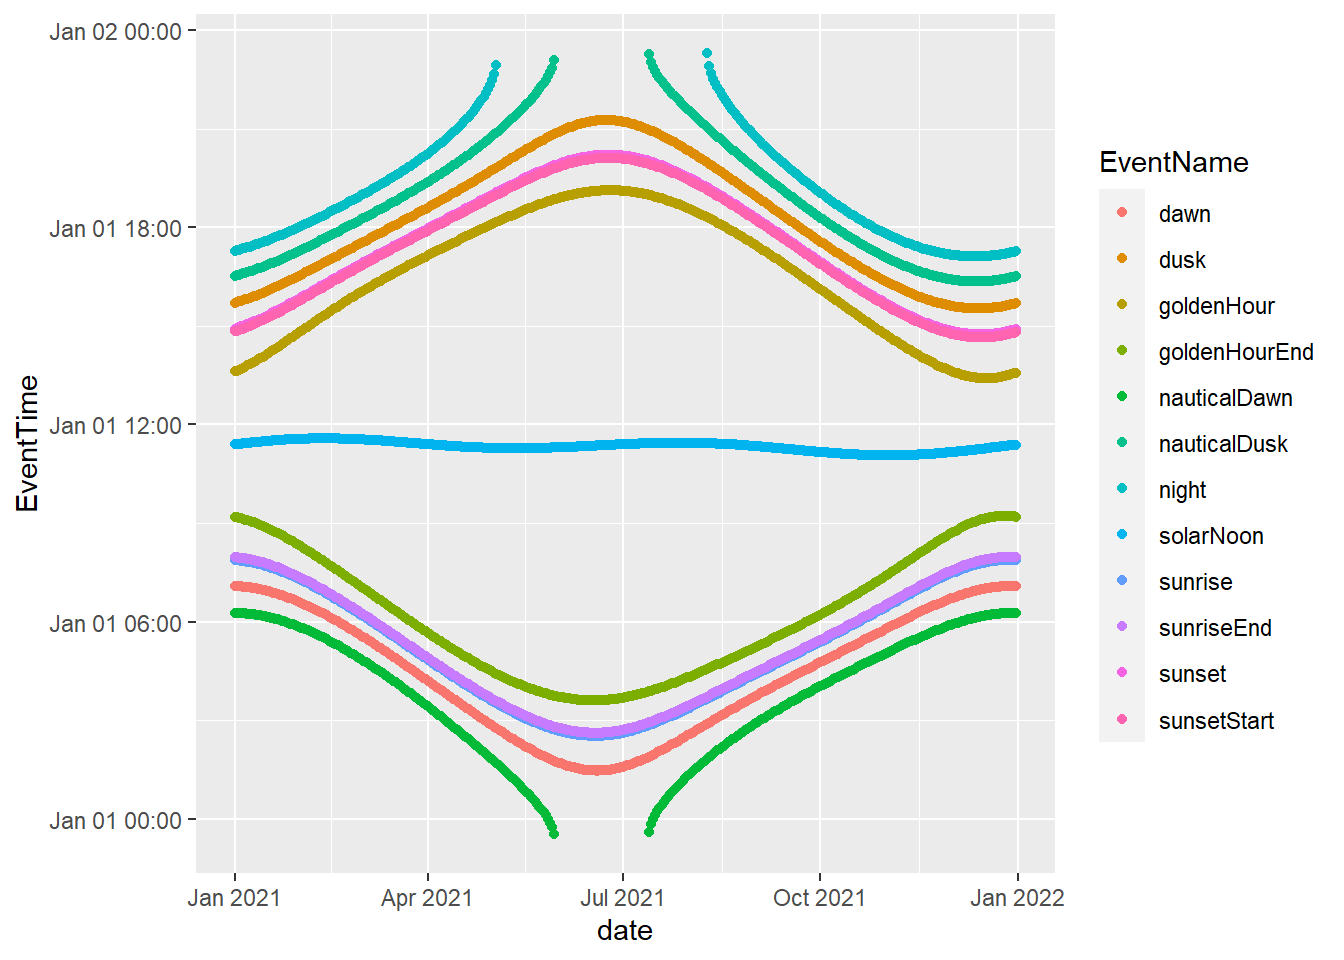 Jan 02 00:00
Jan 01 18:00
Jan 01 12:00
Jan 01 06:00
Jan 01 00:00
EventTime
Jan 2021
Apr 2021
Jul 2021
Oct 2021
Jan 2022
date
EventName
dawn
dusk
goldenHour
goldenHourEnd
nauticalDawn
nauticalDusk
night
solarNoon
sunrise
sunriseEnd
sunset
sunsetStart